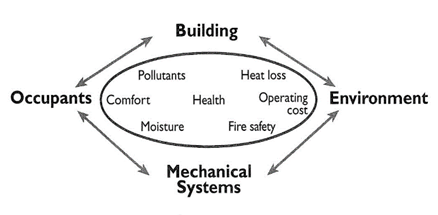 Building
Pollutants Heat loss
Occupants Comfort Health Operating cost Environment
Moisture Fire safety
Mechanical
Systems